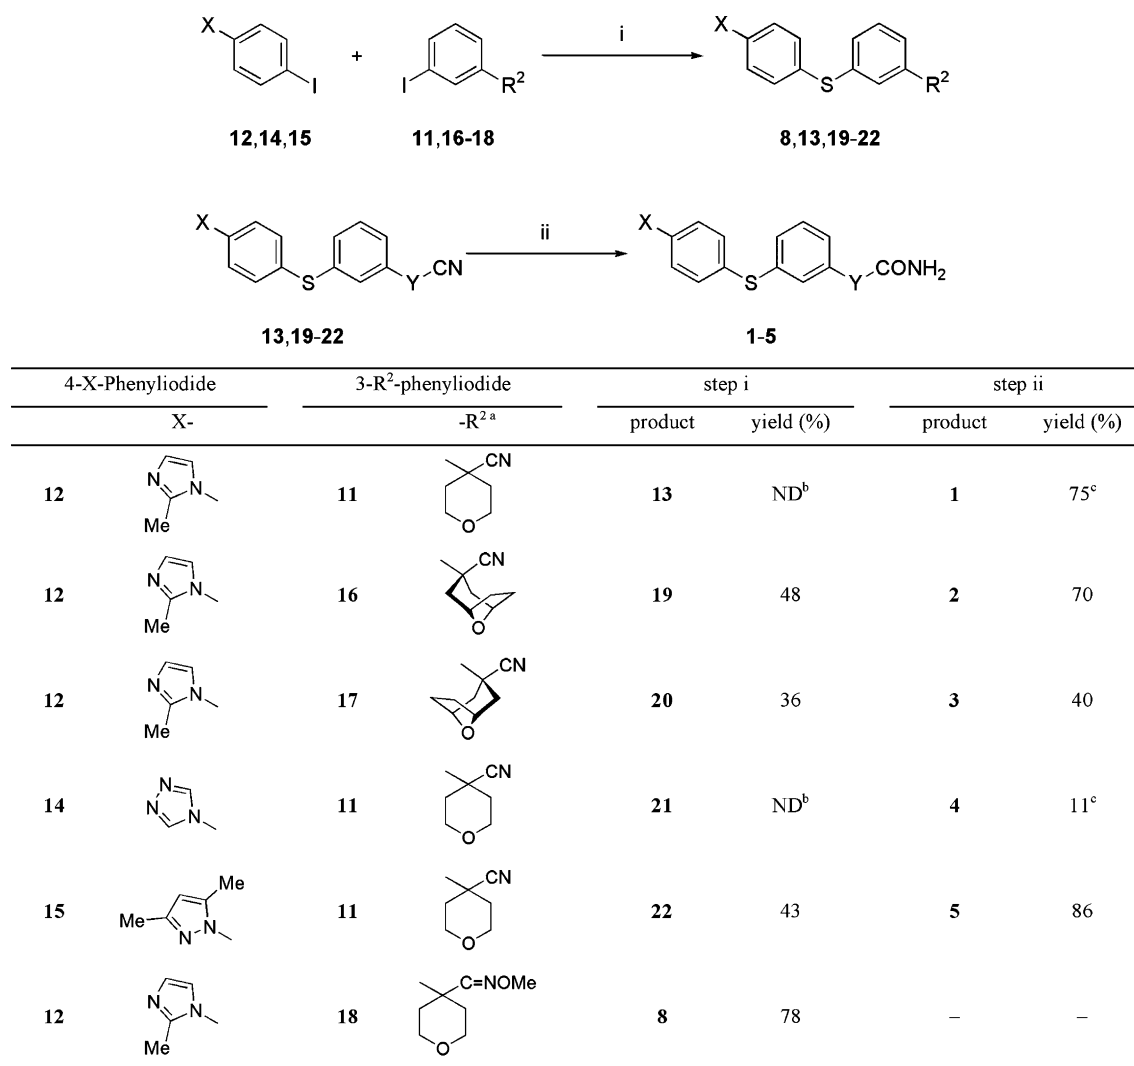 X X
i
+
I I R² S R²
12,14,15 11,16-18 8,13,19-22
X X
ii
S Y CN S Y CONH₂
13,19-22 1-5
4-X-Phenyliodide 3-R²-phenyliodide step i step ii
X- -R² ᵃ product yield (%) product yield (%)
12 N N Me 11 CN O 13 NDᵇ 1 75ᶜ
12 N N Me 16 CN O 19 48 2 70
12 N N Me 17 CN O 20 36 3 40
14 N N N 11 CN O 21 NDᵇ 4 11ᶜ
15 Me Me N N 11 CN O 22 43 5 86
12 N N Me 18 C=NOMe O 8 78 – –